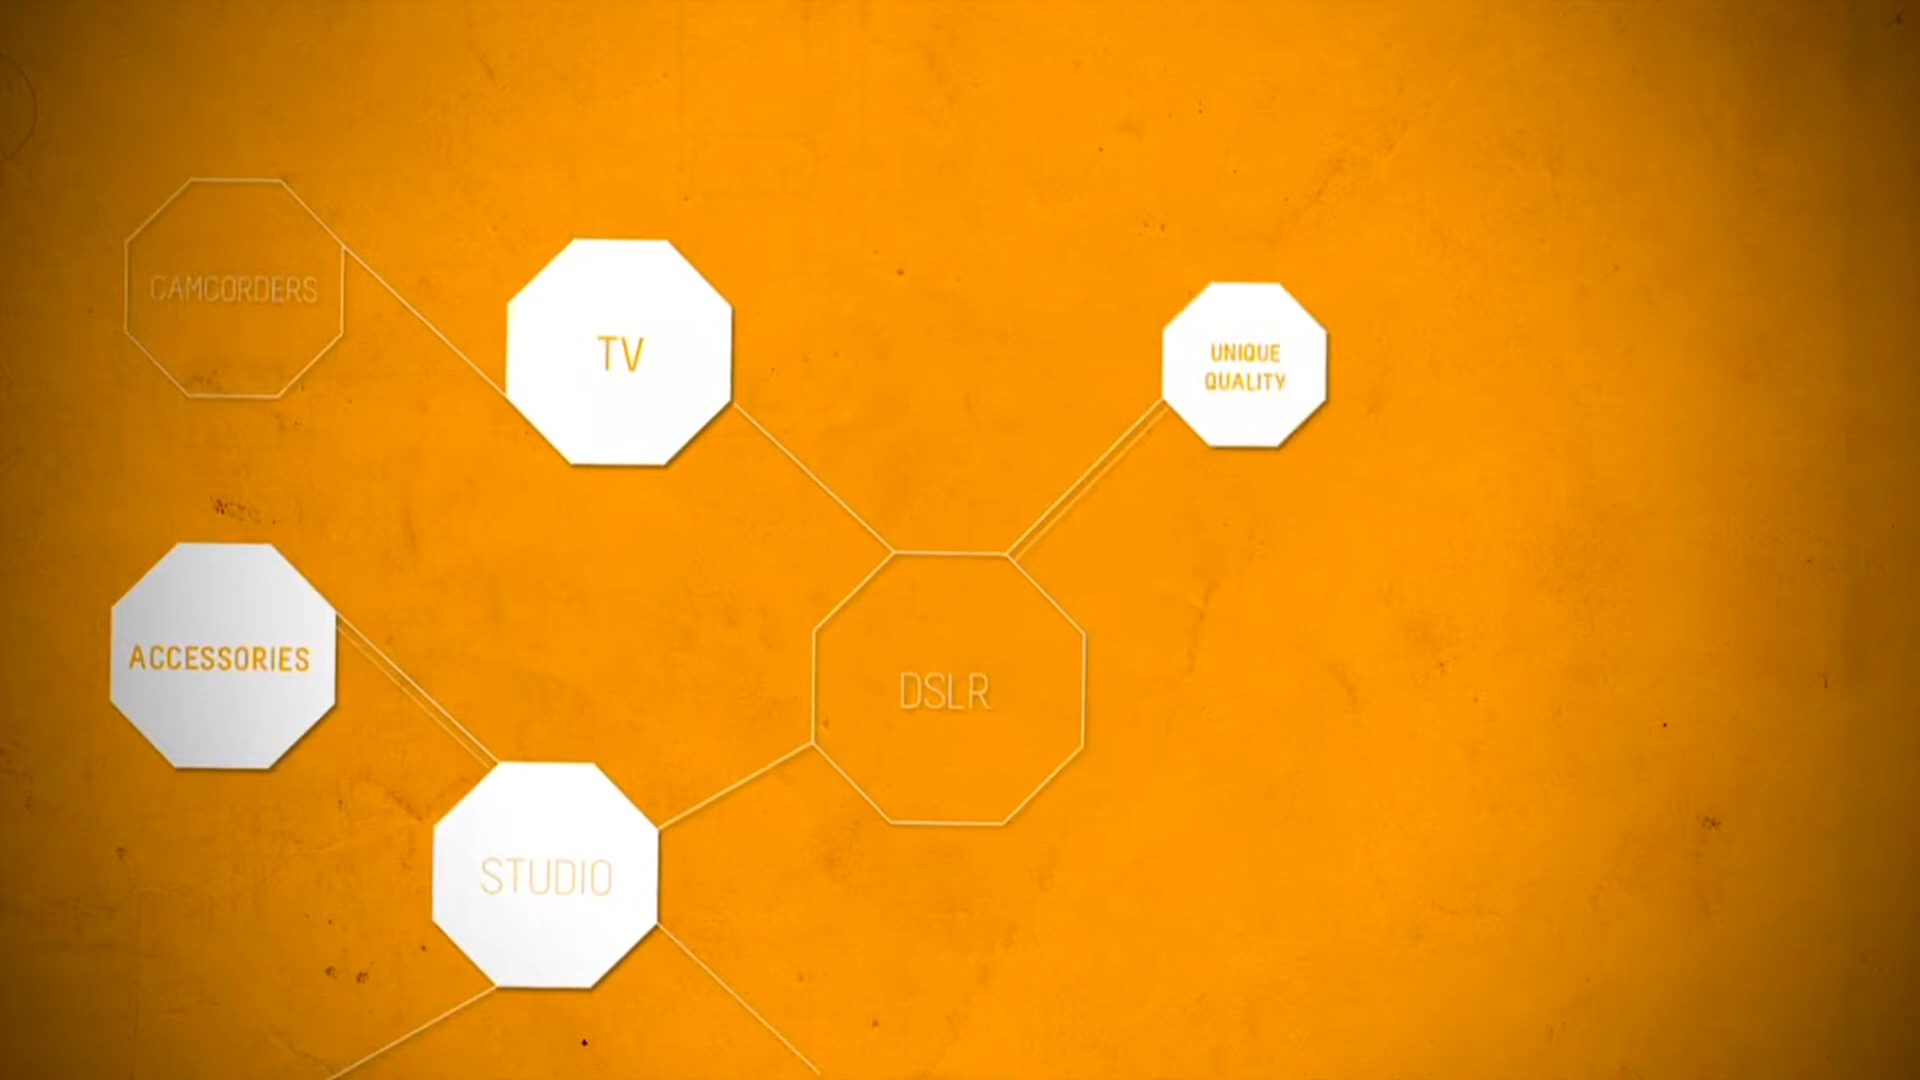 CAMCORDERS
TV
UNIQUE
QUALITY
ACCESSORIES
DSLR
STUDIO